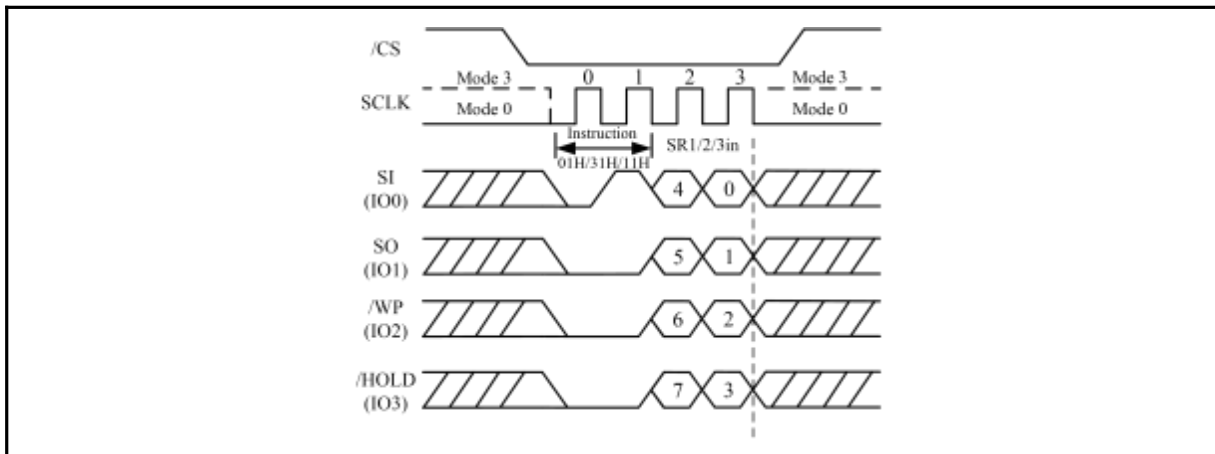 /CS
Mode 3 0 1 2 3 Mode 3
SCLK
Mode 0 Mode 0
Instruction SR1/2/3in
01H/31H/11H
SI
(IO0)
4 0
SO
(IO1)
5 1
/WP
(IO2)
6 2
/HOLD
(IO3)
7 3